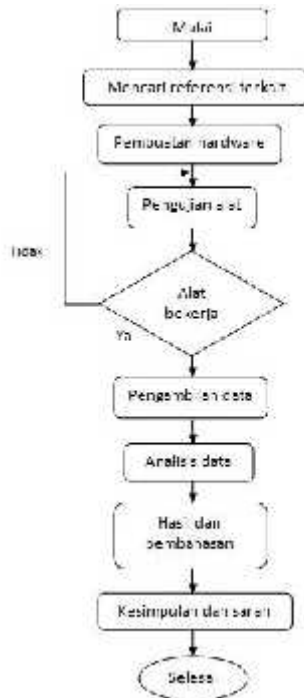 Mulai
Mencari referensi terkait
Pembuatan hardware
Pengujian alat
Tidak
Alat
bekerja
Ya
Pengambilan data
Analisis data
Hasil dan
pembahasan
Kesimpulan dan saran
Selesai